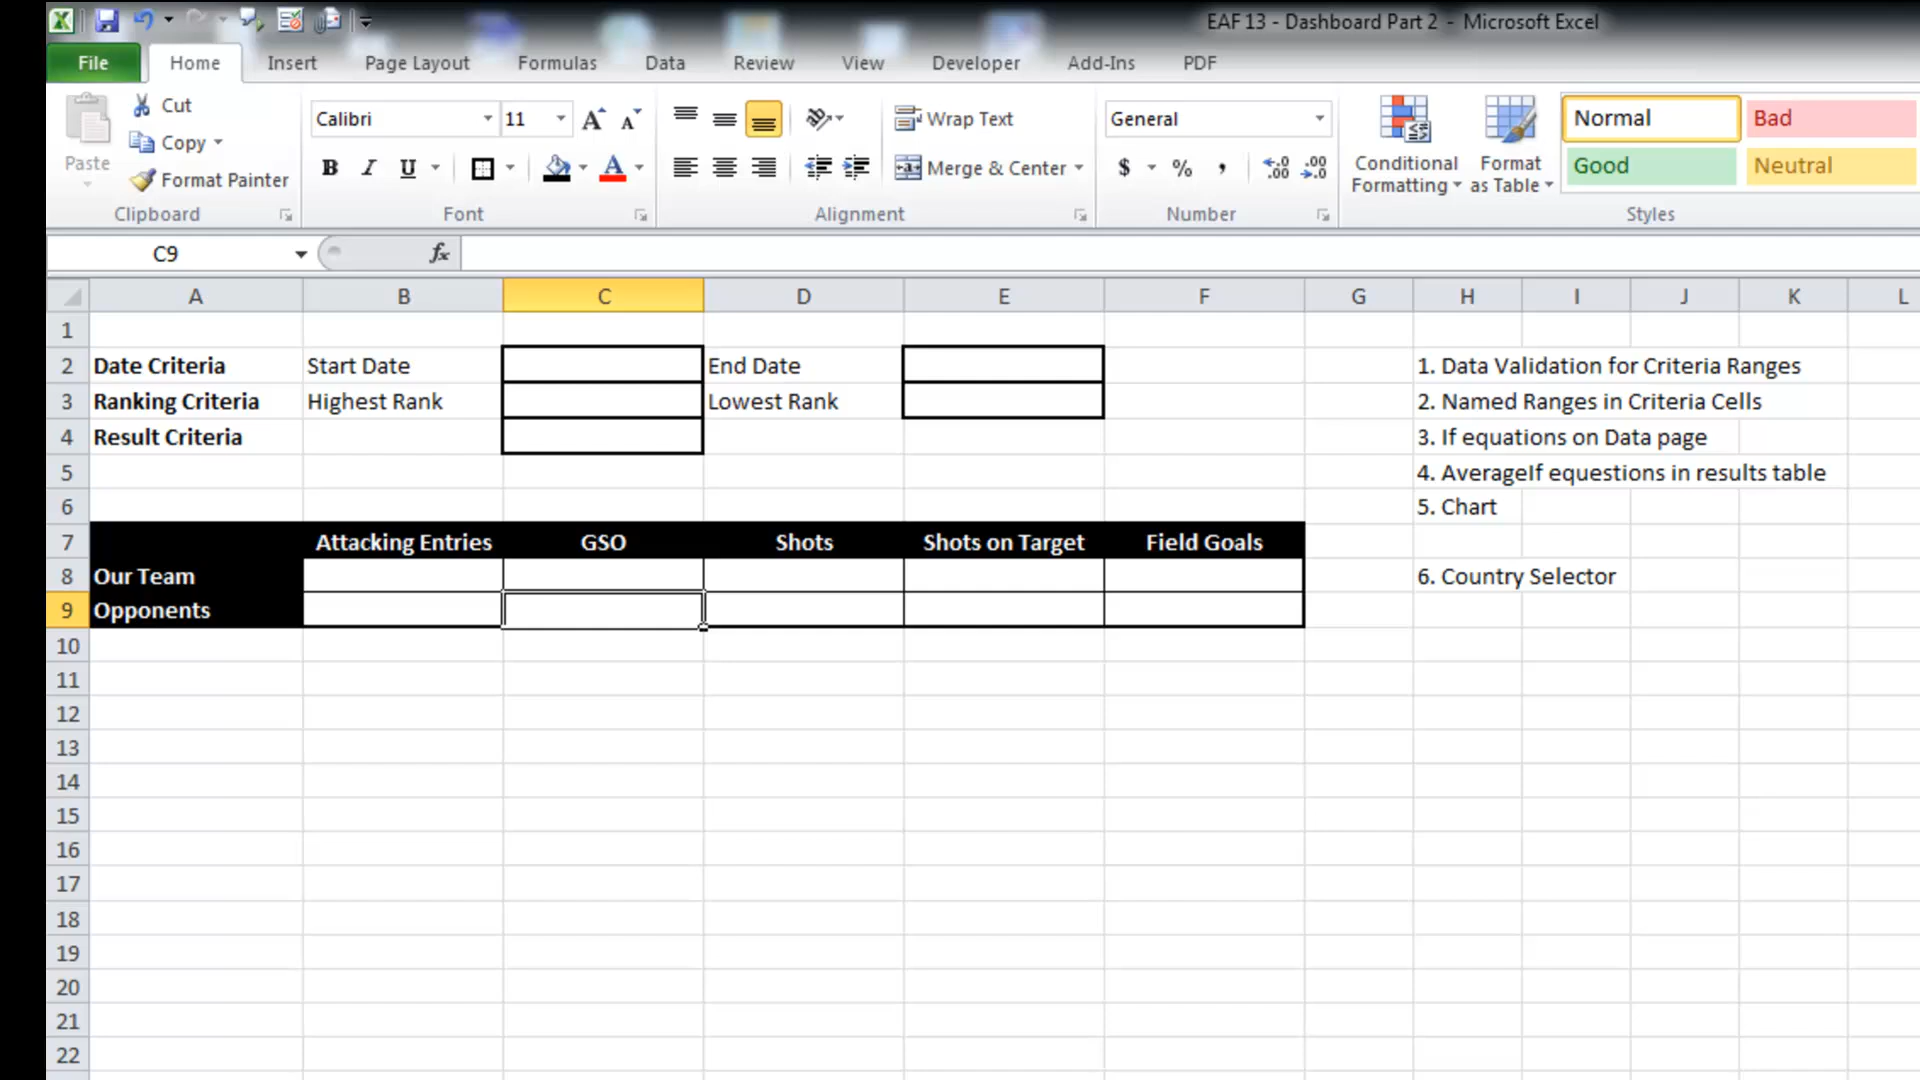 EAF 13 - Dashboard Part 2 - Microsoft Excel
File Home Insert Page Layout Formulas Data Review View Developer Add-Ins PDF
Paste
Cut
Copy
Format Painter
Clipboard
Calibri 11
B I U
Font
Wrap Text
Merge & Center
Alignment
General
$ % ,
Number
Conditional Formatting
Format as Table
Normal Bad
Good Neutral
Styles
C9 fx
A B C D E F G H I J K L
1
2 Date Criteria Start Date End Date 1. Data Validation for Criteria Ranges
3 Ranking Criteria Highest Rank Lowest Rank 2. Named Ranges in Criteria Cells
4 Result Criteria 3. If equations on Data page
5 4. AverageIf equestions in results table
6 5. Chart
7 Attacking Entries GSO Shots Shots on Target Field Goals
8 Our Team 6. Country Selector
9 Opponents
10
11
12
13
14
15
16
17
18
19
20
21
22